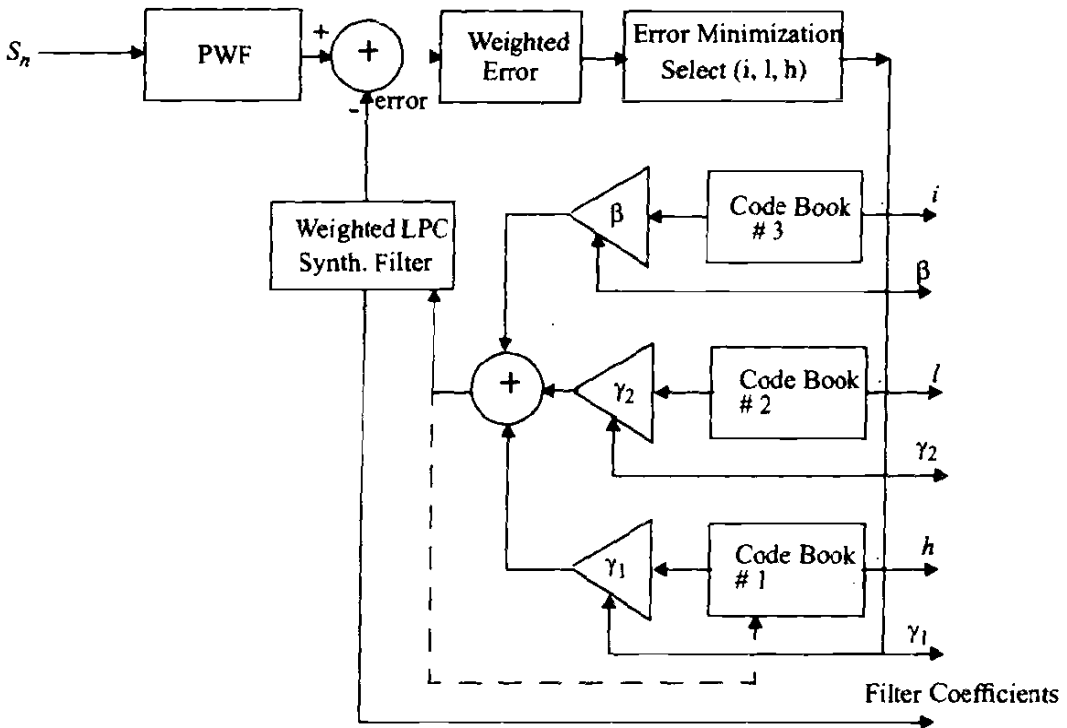 Sn
PWF
+
+
-
error
Weighted
Error
Error Minimization
Select (i, l, h)
Weighted LPC
Synth. Filter
β
Code Book
# 3
i
β
+
γ2
Code Book
# 2
l
γ2
γ1
Code Book
# 1
h
γ1
Filter Coefficients